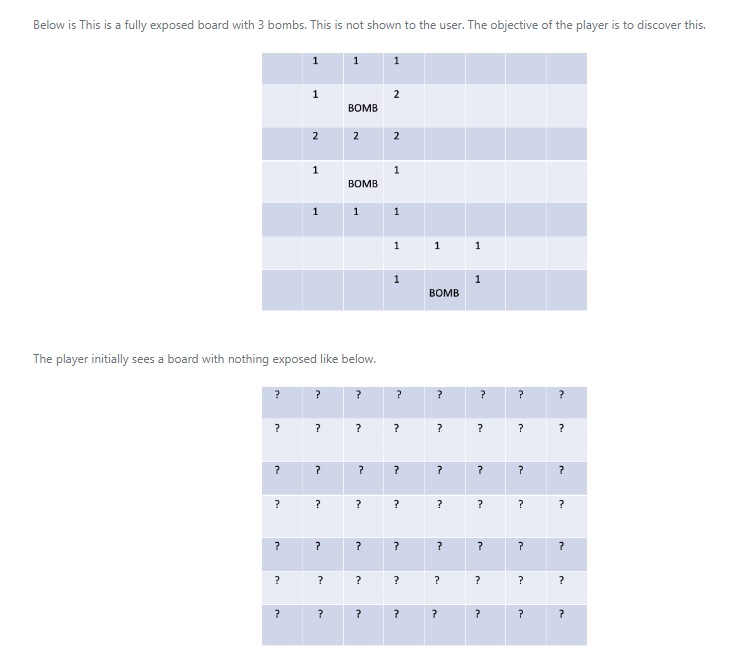 Below is This is a fully exposed board with 3 bombs. This is not shown to the user. The objective of the player is to discover this.
1 1 1
1 BOMB 2
2 2 2
1 BOMB 1
1 1 1
1 1 1
1 BOMB 1
The player initially sees a board with nothing exposed like below.
? ? ? ? ? ? ? ?
? ? ? ? ? ? ? ?
? ? ? ? ? ? ? ?
? ? ? ? ? ? ? ?
? ? ? ? ? ? ? ?
? ? ? ? ? ? ? ?
? ? ? ? ? ? ? ?